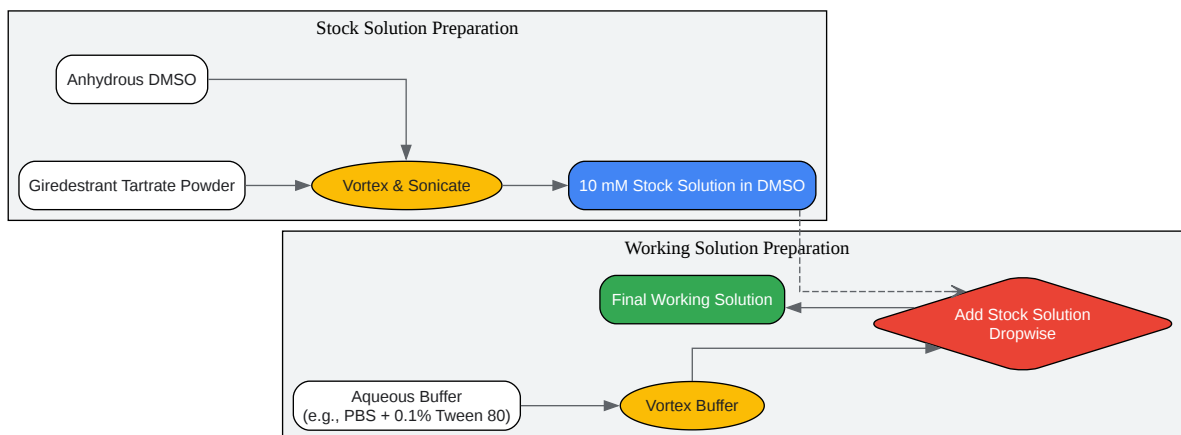 Stock Solution Preparation
Anhydrous DMSO
Giredestrant Tartrate Powder
Vortex & Sonicate
10 mM Stock Solution in DMSO
Working Solution Preparation
Final Working Solution
Add Stock Solution
Dropwise
Aqueous Buffer
(e.g., PBS + 0.1% Tween 80)
Vortex Buffer